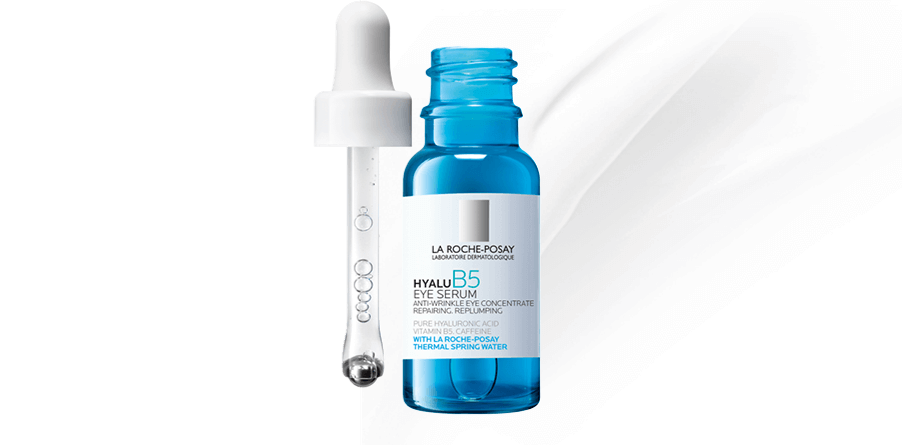 LA ROCHE-POSAY
LABORATOIRE DERMATOLOGIQUE
HYALU B5
EYE SERUM
ANTI-WRINKLE EYE CONCENTRATE
REPAIRING, REPLUMPING
PURE HYALURONIC ACID
VITAMIN B5, CAFFEINE
WITH LA ROCHE-POSAY
THERMAL SPRING WATER